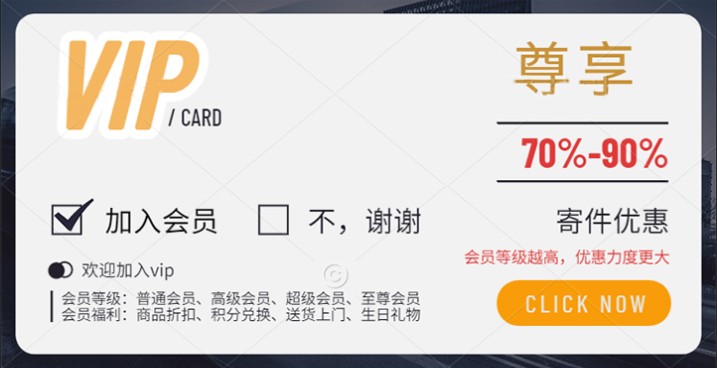 VIP
/ CARD
尊享
70%-90%
加入会员
不，谢谢
寄件优惠
会员等级越高，优惠力度更大
欢迎加入vip
会员等级：普通会员、高级会员、超级会员、至尊会员
会员福利：商品折扣、积分兑换、送货上门、生日礼物
CLICK NOW
©